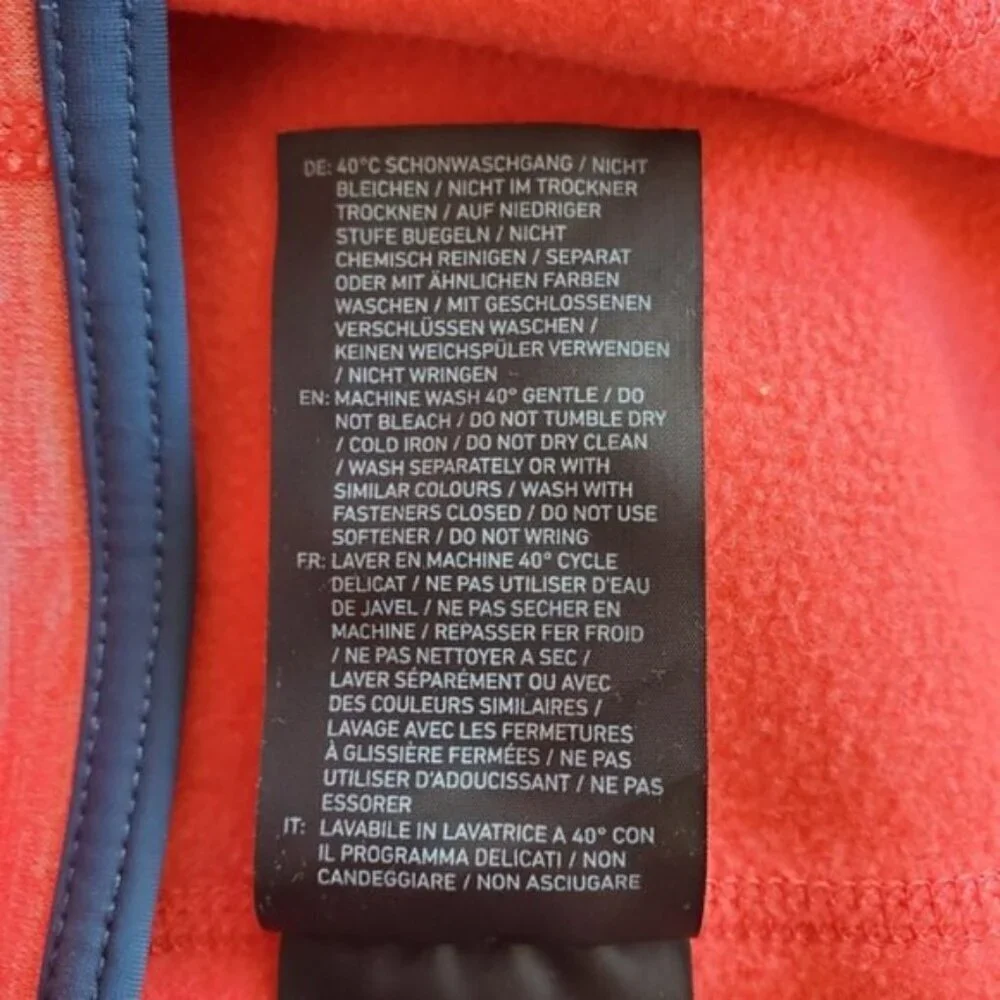 DE: 40°C SCHONWASCHGANG / NICHT
BLEICHEN / NICHT IM TROCKNER
TROCKNEN / AUF NIEDRIGER
STUFE BUEGELN / NICHT
CHEMISCH REINIGEN / SEPARAT
ODER MIT ÄHNLICHEN FARBEN
WASCHEN / MIT GESCHLOSSENEN
VERSCHLÜSSEN WASCHEN /
KEINEN WEICHSPÜLER VERWENDEN
/ NICHT WRINGEN
EN: MACHINE WASH 40° GENTLE / DO
NOT BLEACH / DO NOT TUMBLE DRY
/ COLD IRON / DO NOT DRY CLEAN
/ WASH SEPARATELY OR WITH
SIMILAR COLOURS / WASH WITH
FASTENERS CLOSED / DO NOT USE
SOFTENER / DO NOT WRING
FR: LAVER EN MACHINE 40° CYCLE
DELICAT / NE PAS UTILISER D'EAU
DE JAVEL / NE PAS SECHER EN
MACHINE / REPASSER FER FROID
/ NE PAS NETTOYER A SEC /
LAVER SÉPARÉMENT OU AVEC
DES COULEURS SIMILAIRES /
LAVAGE AVEC LES FERMETURES
À GLISSIÈRE FERMÉES / NE PAS
UTILISER D'ADOUCISSANT / NE PAS
ESSORER
IT: LAVABILE IN LAVATRICE A 40° CON
IL PROGRAMMA DELICATI / NON
CANDEGGIARE / NON ASCIUGARE